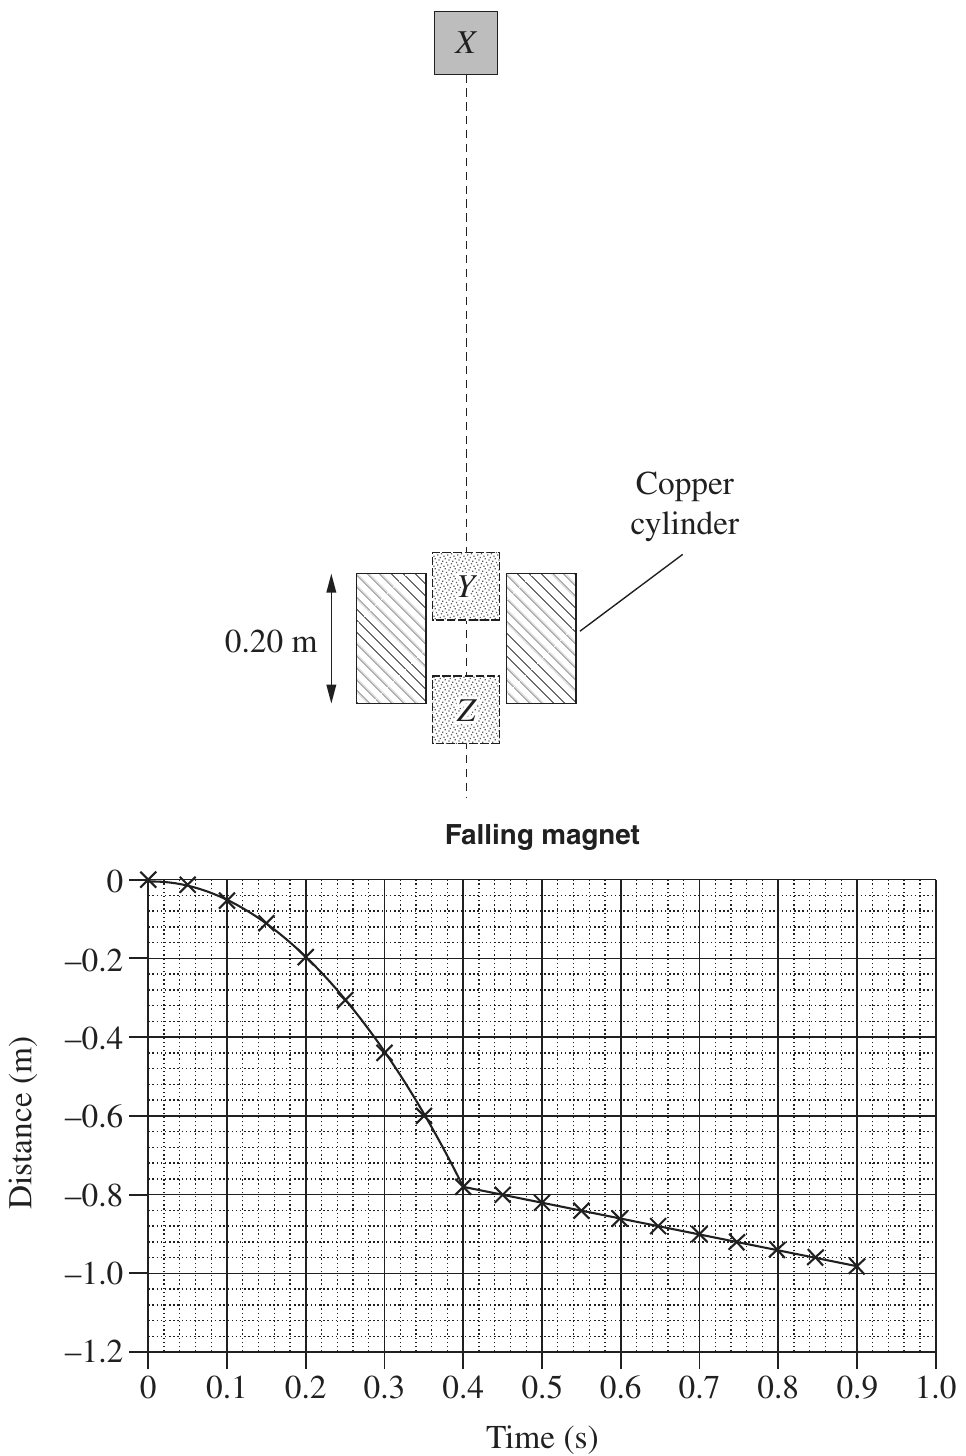 X
Copper
cylinder
Y
0.20 m
Z
Falling magnet
0
–0.2
–0.4
–0.6
–0.8
–1.0
–1.2
Distance (m)
0 0.1 0.2 0.3 0.4 0.5 0.6 0.7 0.8 0.9 1.0
Time (s)